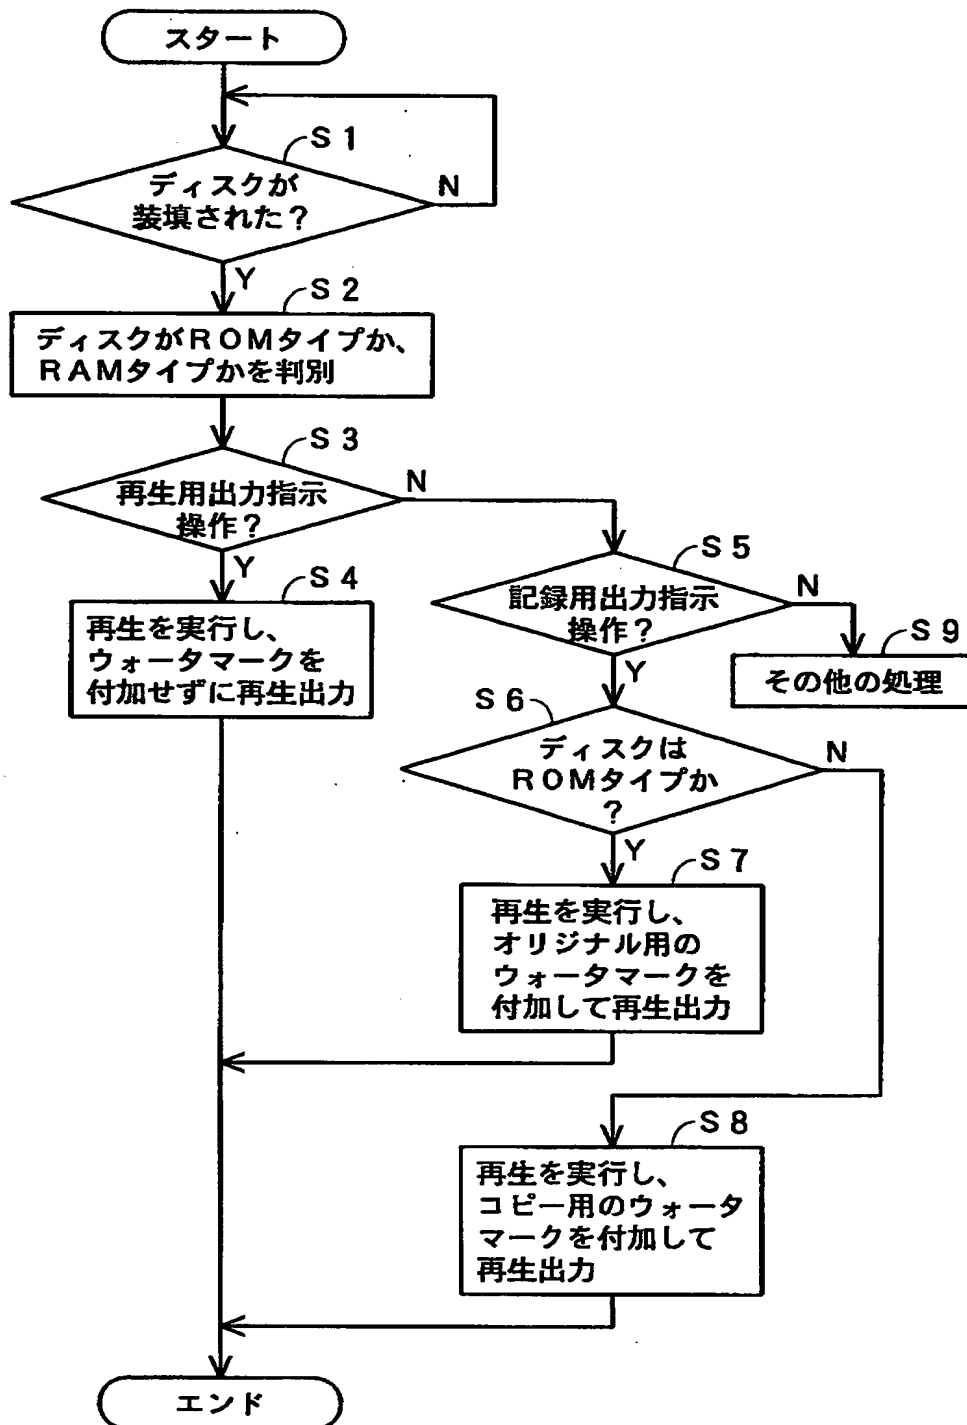 スタート
S1
ディスクが
装填された？
N
Y
S2
ディスクがROMタイプか、
RAMタイプかを判別
S3
再生用出力指示
操作？
N
Y
S4
再生を実行し、
ウォータマークを
付加せずに再生出力
S5
記録用出力指示
操作？
N
Y
S9
その他の処理
S6
ディスクは
ROMタイプか
？
N
Y
S7
再生を実行し、
オリジナル用の
ウォータマークを
付加して再生出力
S8
再生を実行し、
コピー用のウォータ
マークを付加して
再生出力
エンド